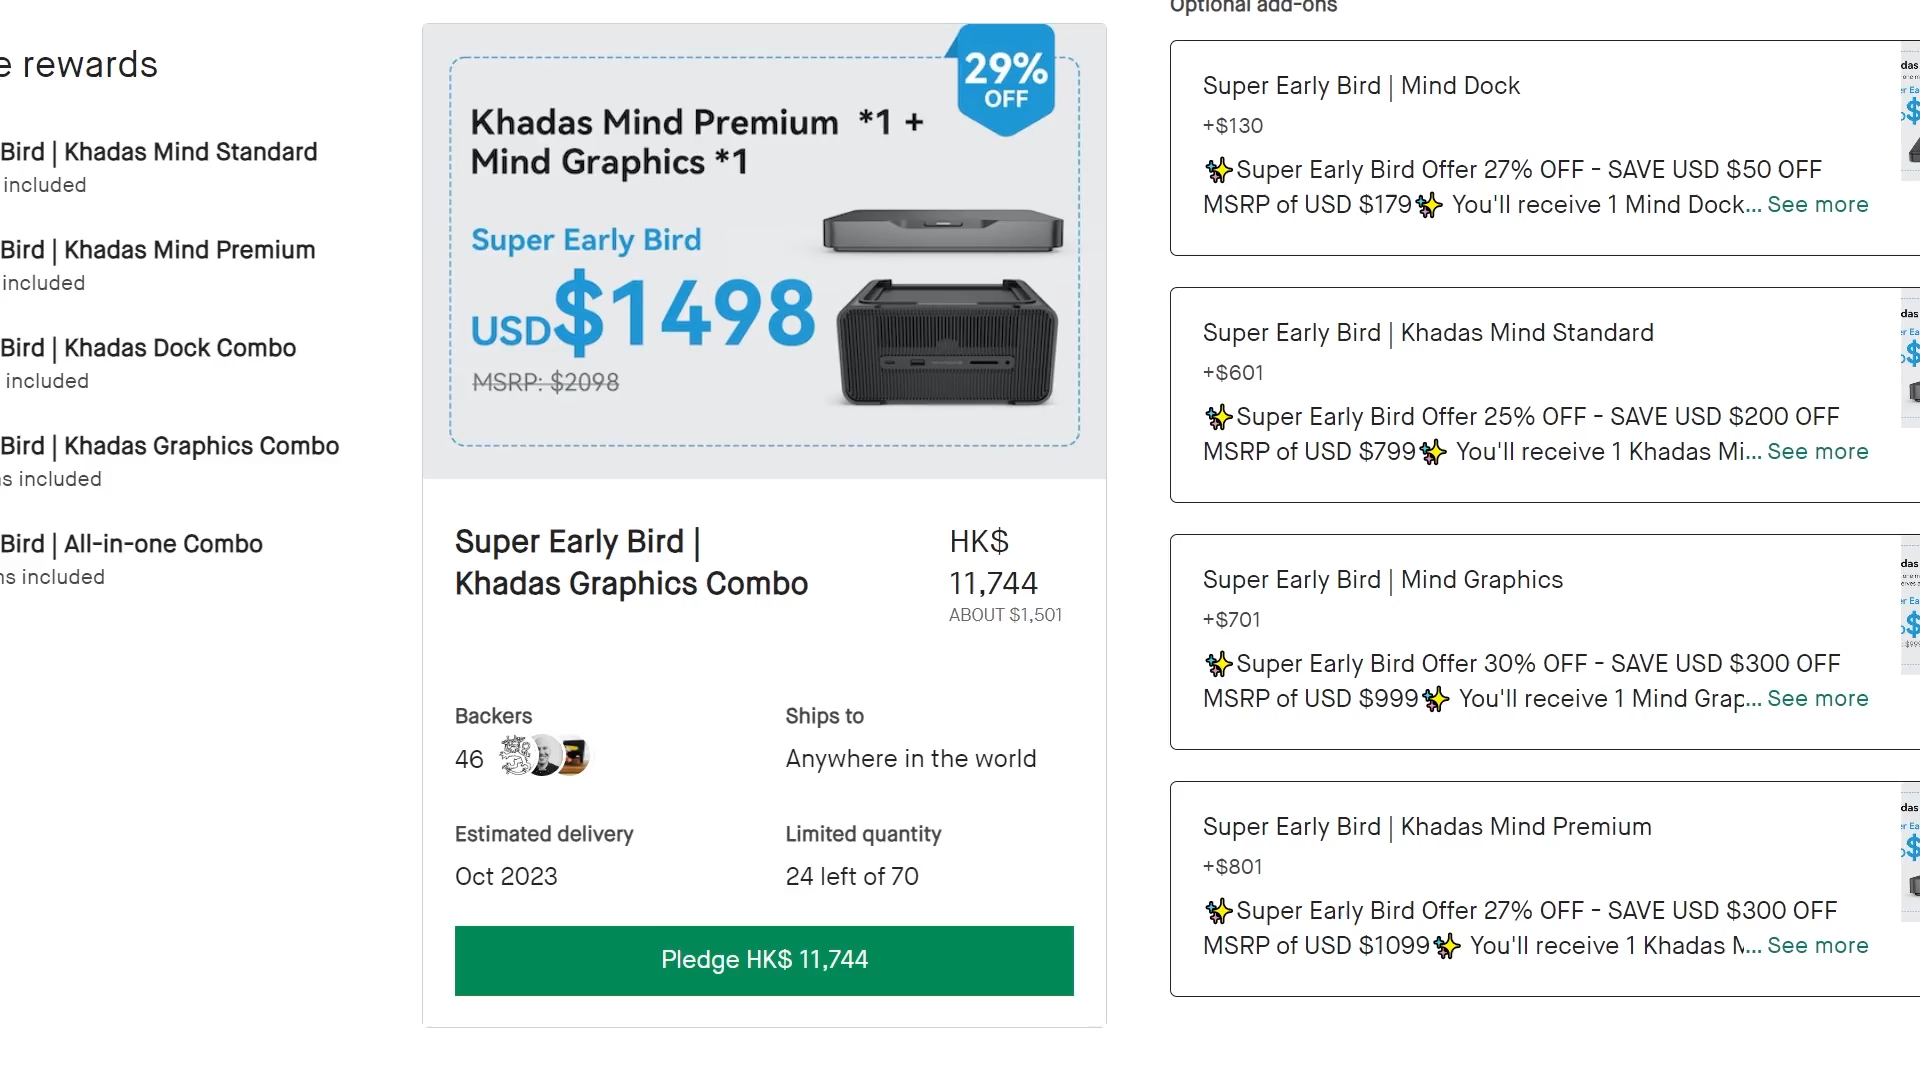 e rewards
Bird | Khadas Mind Standard
included
Bird | Khadas Mind Premium
included
Bird | Khadas Dock Combo
included
Bird | Khadas Graphics Combo
included
Bird | All-in-one Combo
included
29%
OFF
Khadas Mind Premium *1 +
Mind Graphics *1
Super Early Bird
USD$1498
MSRP: $2098
Super Early Bird |
Khadas Graphics Combo
HK$
11,744
ABOUT $1,501
Backers
46
Ships to
Anywhere in the world
Estimated delivery
Oct 2023
Limited quantity
24 left of 70
Pledge HK$ 11,744
Optional add-ons
Super Early Bird | Mind Dock
+$130
✨Super Early Bird Offer 27% OFF - SAVE USD $50 OFF
MSRP of USD $179✨ You'll receive 1 Mind Dock... See more
Super Early Bird | Khadas Mind Standard
+$601
✨Super Early Bird Offer 25% OFF - SAVE USD $200 OFF
MSRP of USD $799✨ You'll receive 1 Khadas Mi... See more
Super Early Bird | Mind Graphics
+$701
✨Super Early Bird Offer 30% OFF - SAVE USD $300 OFF
MSRP of USD $999✨ You'll receive 1 Mind Grap... See more
Super Early Bird | Khadas Mind Premium
+$801
✨Super Early Bird Offer 27% OFF - SAVE USD $300 OFF
MSRP of USD $1099✨ You'll receive 1 Khadas M... See more